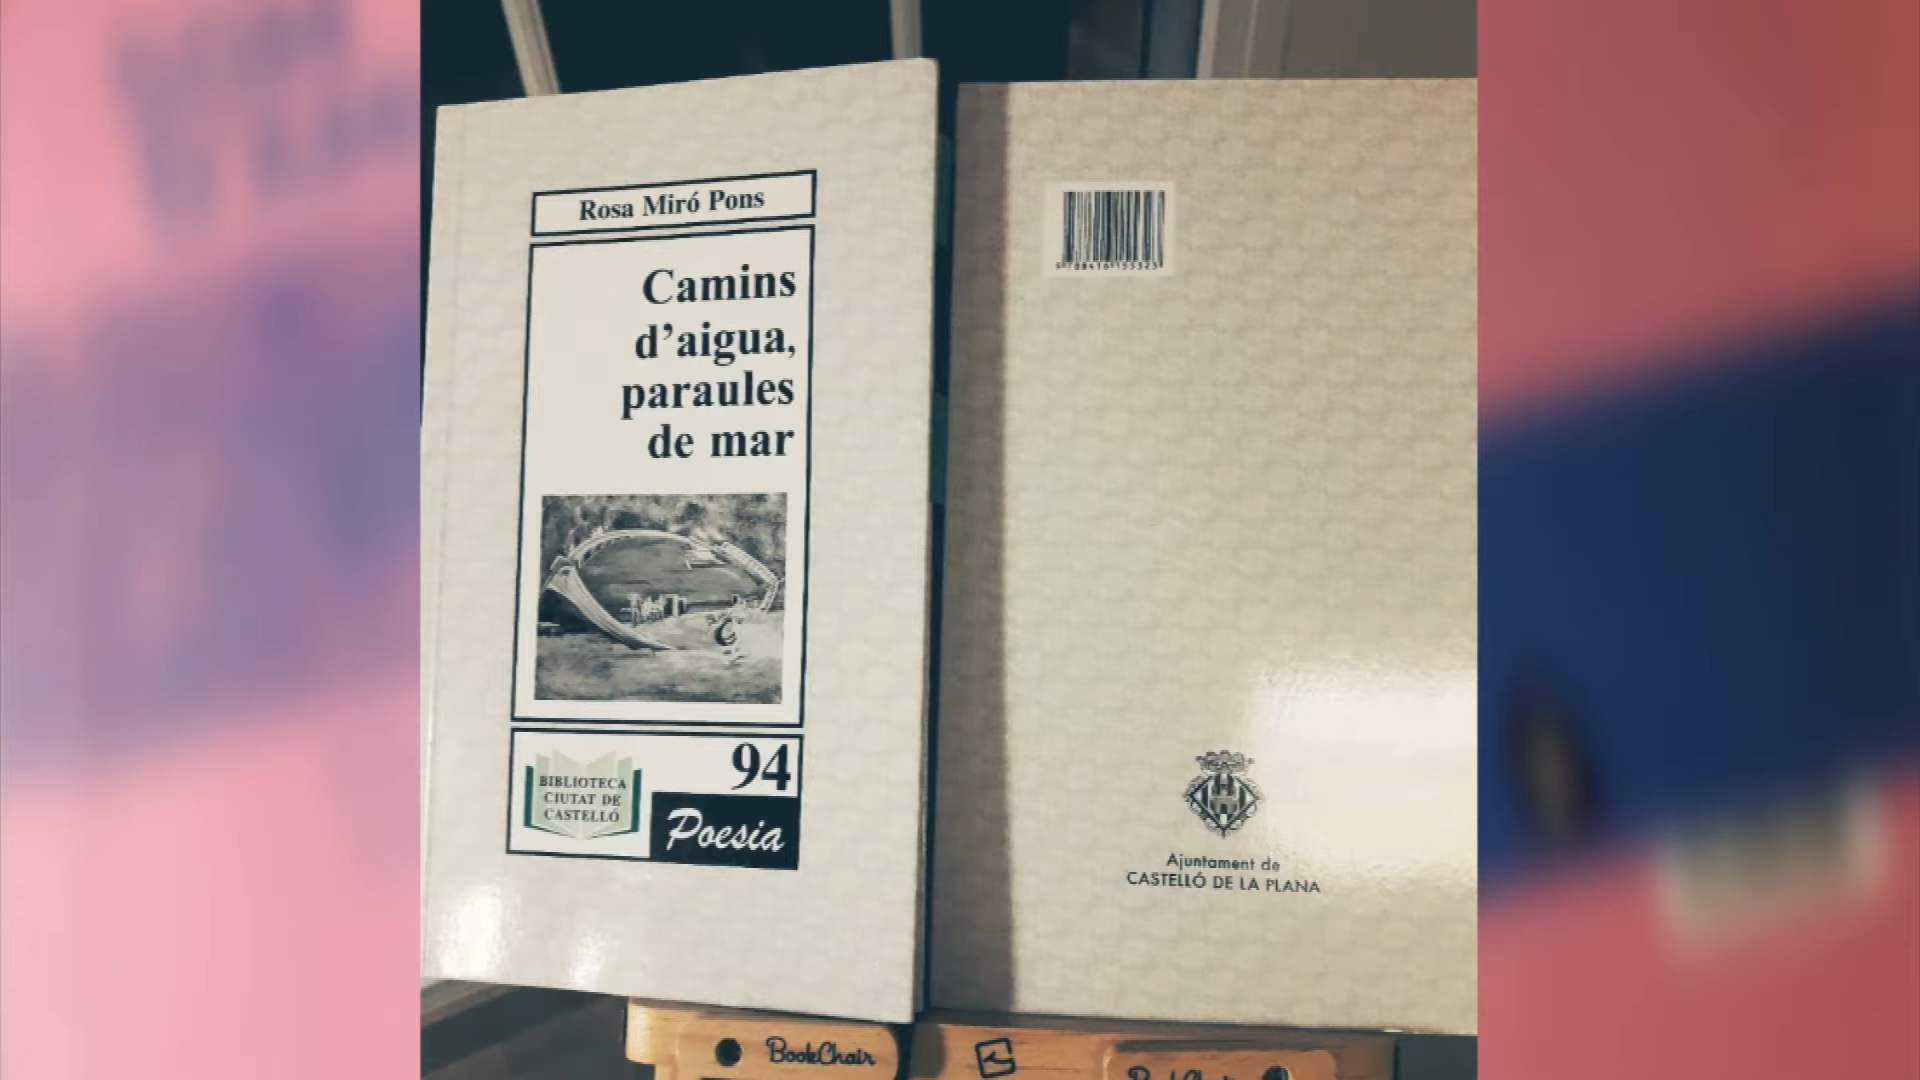 Rosa Miró Pons
Camins
d'aigua,
paraules
de mar
94
BIBLIOTECA
CIUTAT DE
CASTELLÓ
Poesia
Ajuntament de
CASTELLÓ DE LA PLANA
BookChair
BookChair